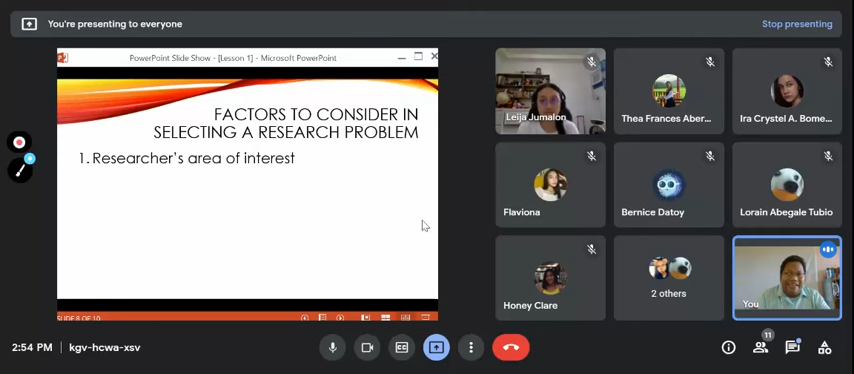 You're presenting to everyone
Stop presenting
PowerPoint Slide Show - [Lesson 1] - Microsoft PowerPoint
FACTORS TO CONSIDER IN
SELECTING A RESEARCH PROBLEM
1. Researcher's area of interest
SLIDE 8 OF 10
Leija Jumalon
Thea Frances Aber...
Ira Crystel A. Bome...
Flaviona
Bernice Datoy
Lorain Abegale Tubio
Honey Clare
2 others
You
2:54 PM | kgv-hcwa-xsv
CC
11